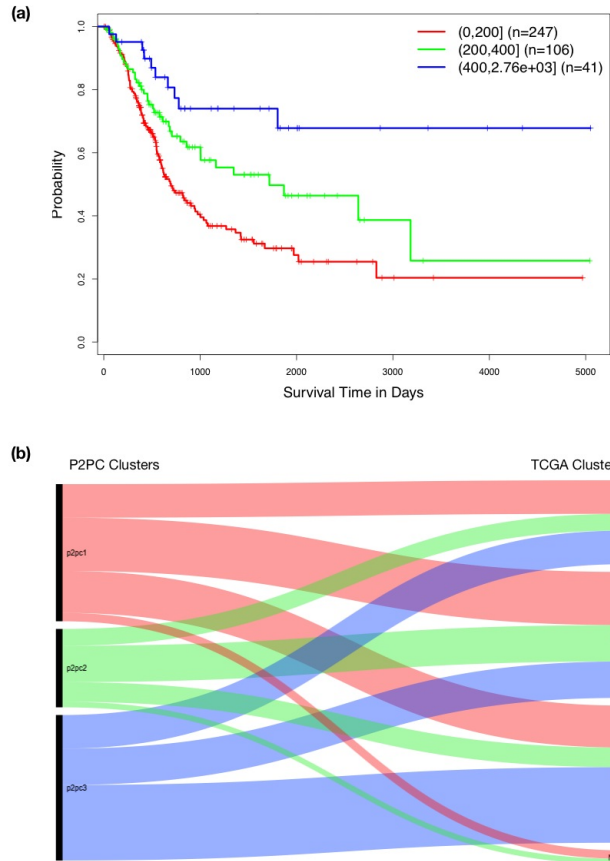 (a)
(0,200] (n=247)
(200,400] (n=106)
(400,2.76e+03] (n=41)
Probability
1.0
0.8
0.6
0.4
0.2
0.0
0 1000 2000 3000 4000 5000
Survival Time in Days
(b)
P2PC Clusters TCGA Cluste
p2pc1
p2pc2
p2pc3